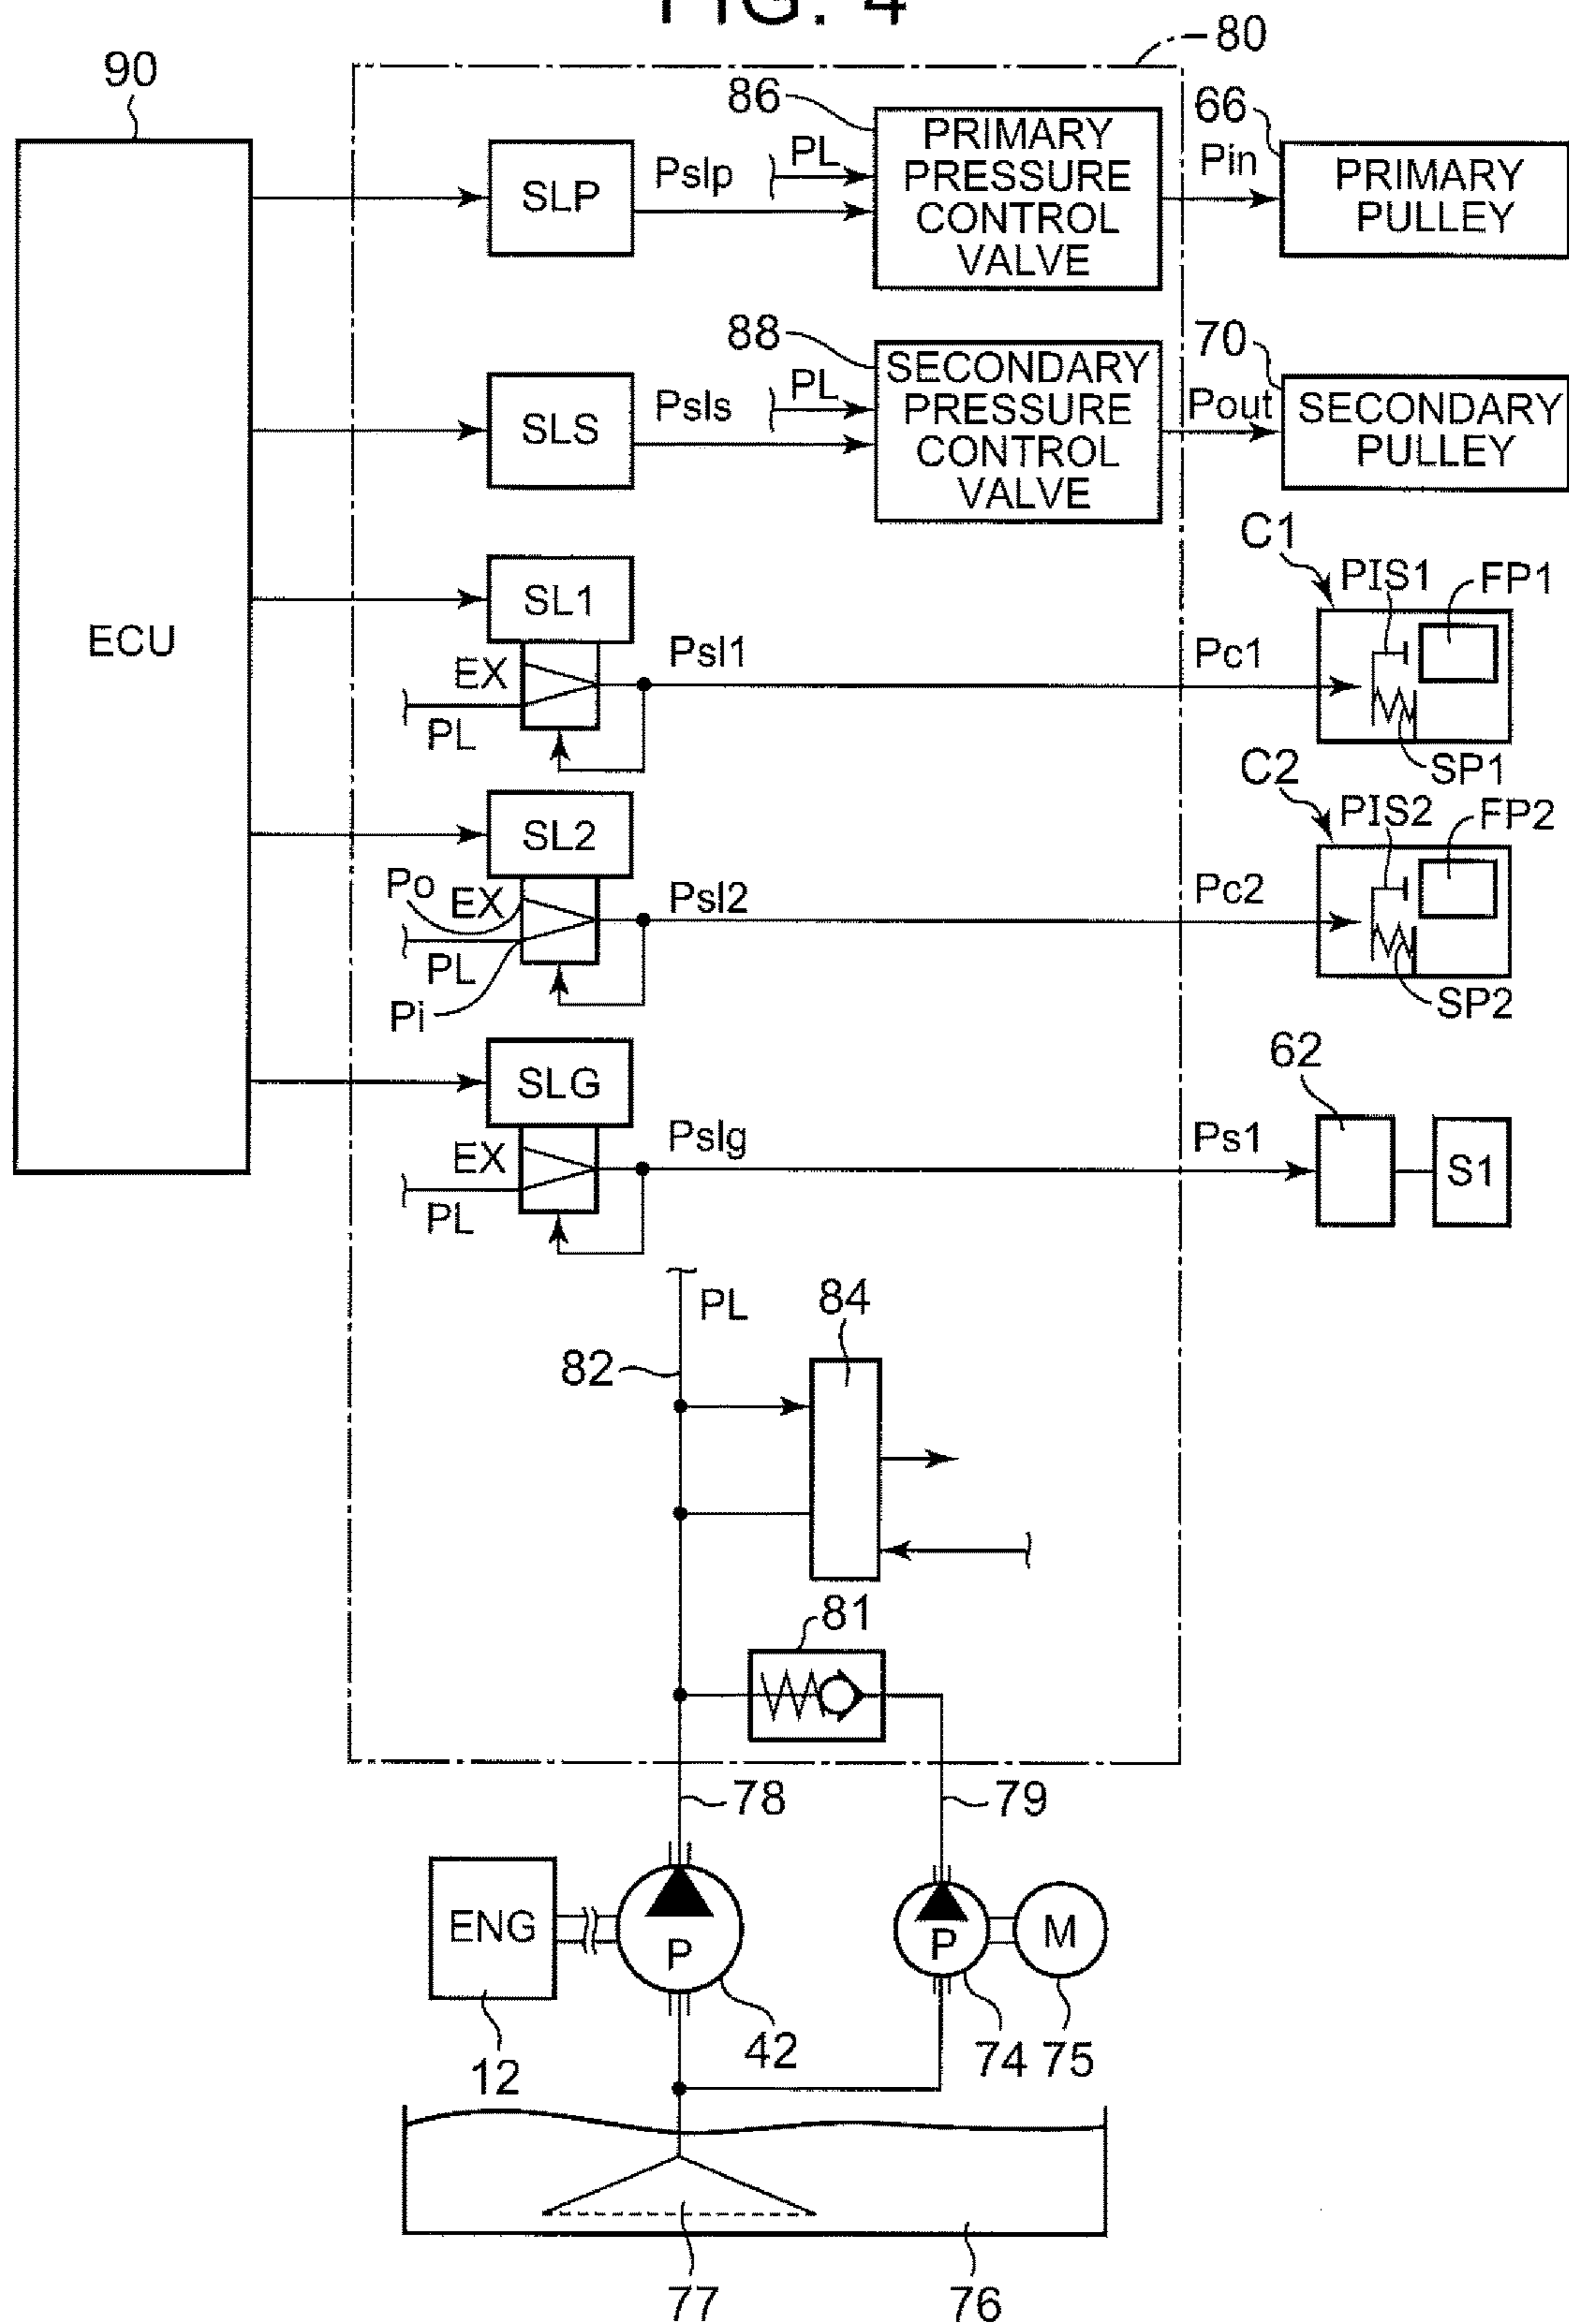 FIG. 4
80
90
86
PL
PRIMARY
PRESSURE
CONTROL
VALVE
66
Pin
PRIMARY
PULLEY
SLP
Pslp
88
PL
SECONDARY
PRESSURE
CONTROL
VALVE
70
Pout
SECONDARY
PULLEY
SLS
Psls
C1
PIS1
FP1
ECU
SL1
EX
PL
Psl1
Pc1
SP1
C2
PIS2
FP2
SL2
Po
EX
PL
Pi
Psl2
Pc2
SP2
62
SLG
EX
PL
Pslg
Ps1
S1
PL
84
82
81
78
79
ENG
P
P
M
12
42
74
75
77
76